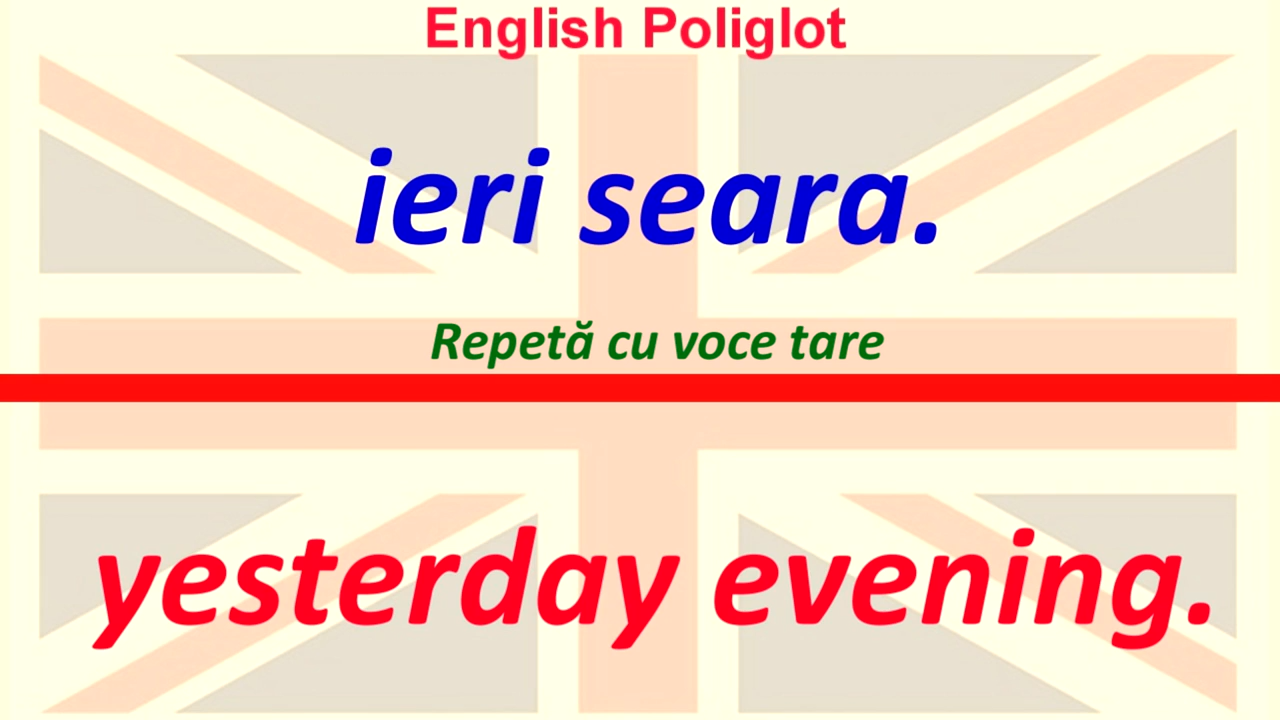 English Poliglot
ieri seara.
Repetă cu voce tare
yesterday evening.